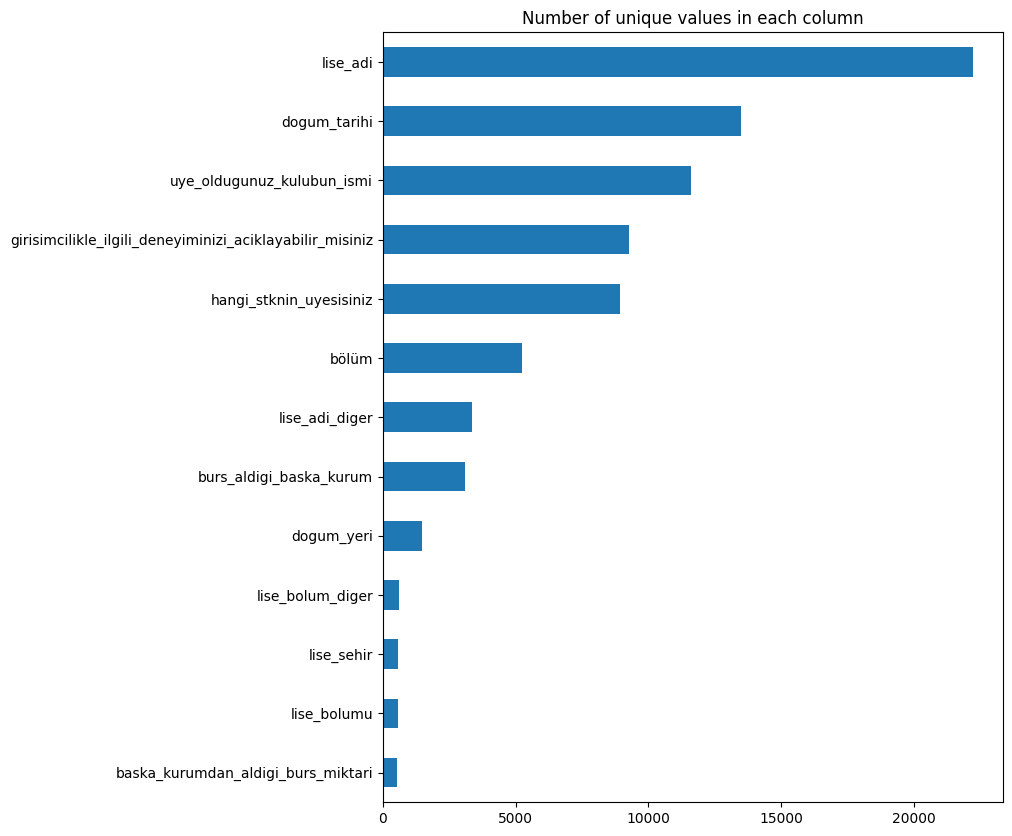 Number of unique values in each column
lise_adi
dogum_tarihi
uye_oldugunuz_kulubun_ismi
girisimcilikle_ilgili_deneyiminizi_aciklayabilir_misiniz
hangi_stknin_uyesisiniz
bölüm
lise_adi_diger
burs_aldigi_baska_kurum
dogum_yeri
lise_bolum_diger
lise_sehir
lise_bolumu
baska_kurumdan_aldigi_burs_miktari
0 5000 10000 15000 20000